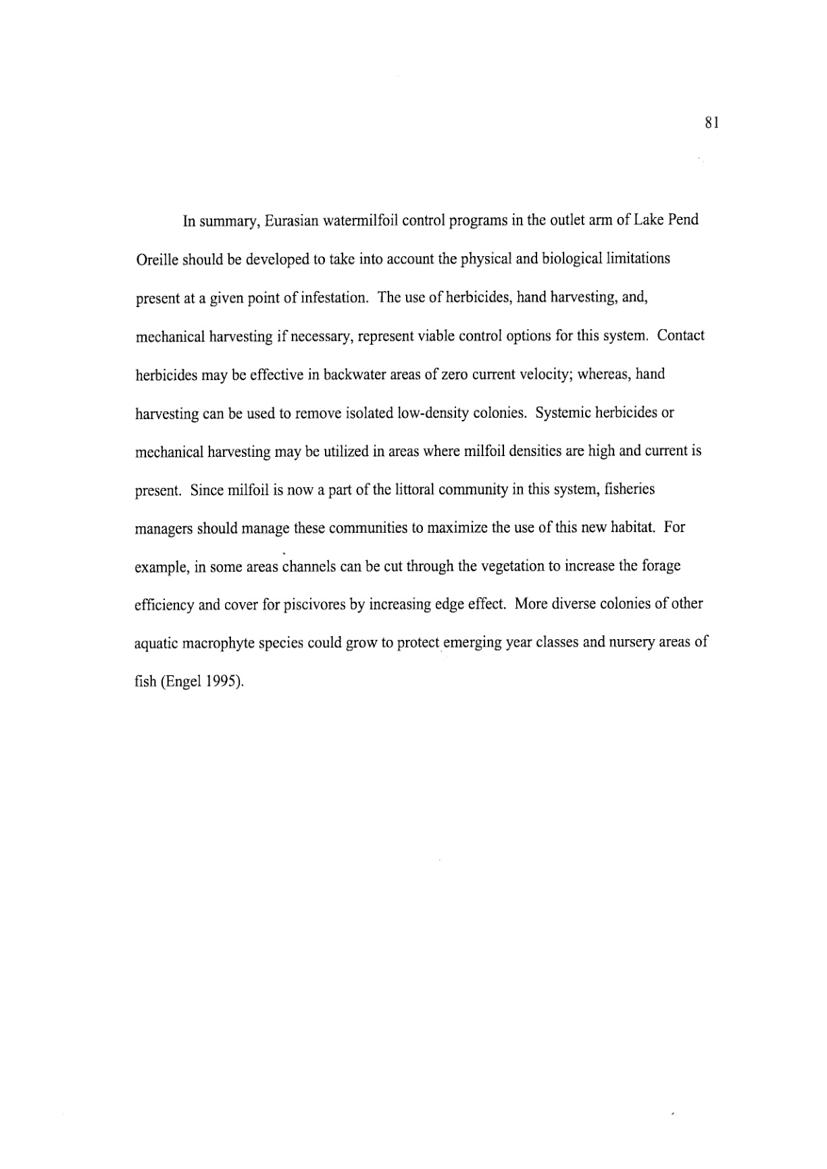 81
In summary, Eurasian watermilfoil control programs in the outlet arm of Lake Pend
Oreille should be developed to take into account the physical and biological limitations
present at a given point of infestation.  The use of herbicides, hand harvesting, and,
mechanical harvesting if necessary, represent viable control options for this system.  Contact
herbicides may be effective in backwater areas of zero current velocity; whereas, hand
harvesting can be used to remove isolated low-density colonies.  Systemic herbicides or
mechanical harvesting may be utilized in areas where milfoil densities are high and current is
present.  Since milfoil is now a part of the littoral community in this system, fisheries
managers should manage these communities to maximize the use of this new habitat.  For
example, in some areas channels can be cut through the vegetation to increase the forage
efficiency and cover for piscivores by increasing edge effect.  More diverse colonies of other
aquatic macrophyte species could grow to protect emerging year classes and nursery areas of
fish (Engel 1995).